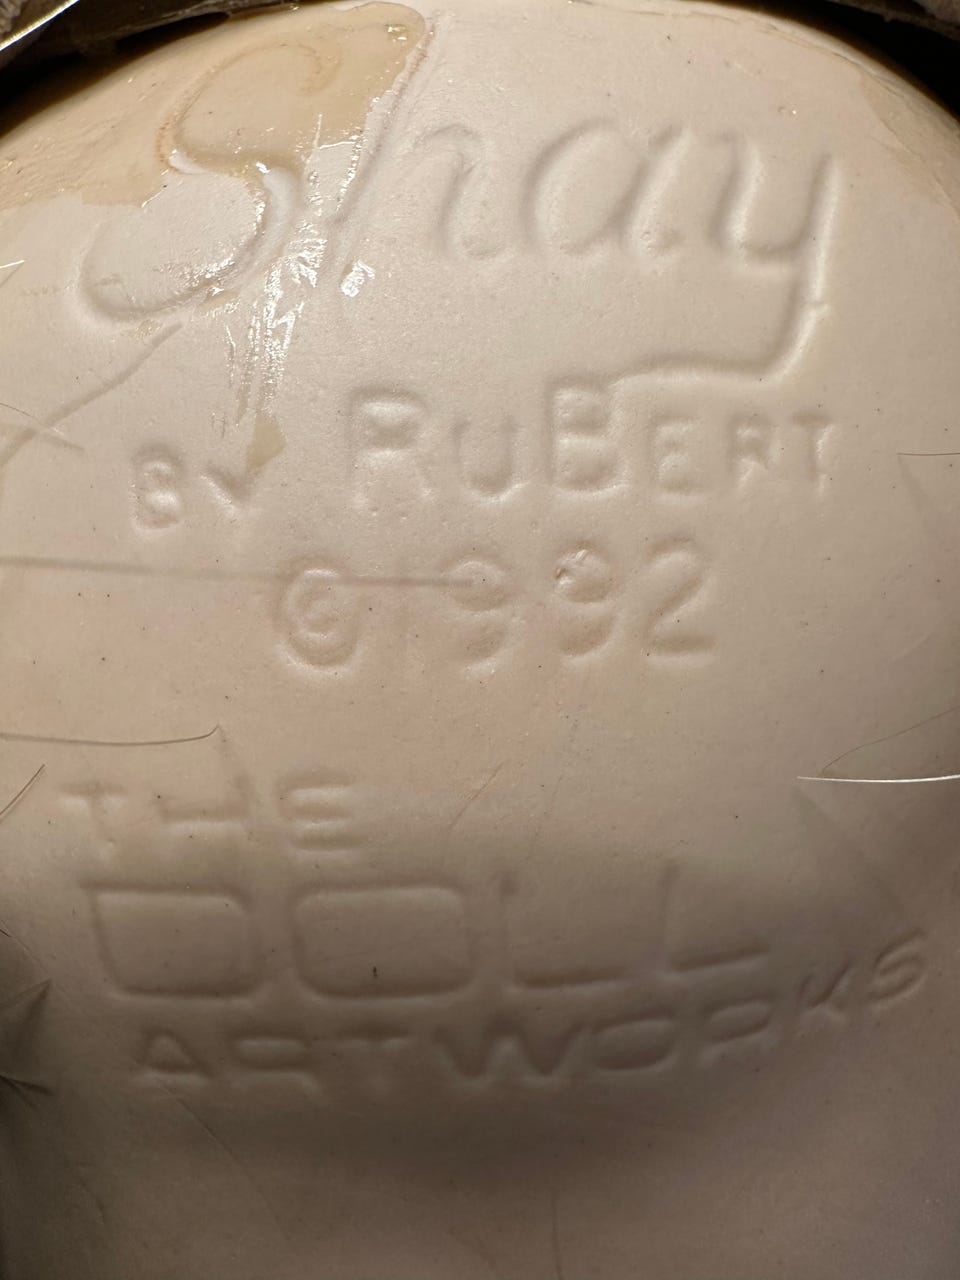 Shay
BY RUBERT
© 1992
THE
DOLL
ARTWORKS